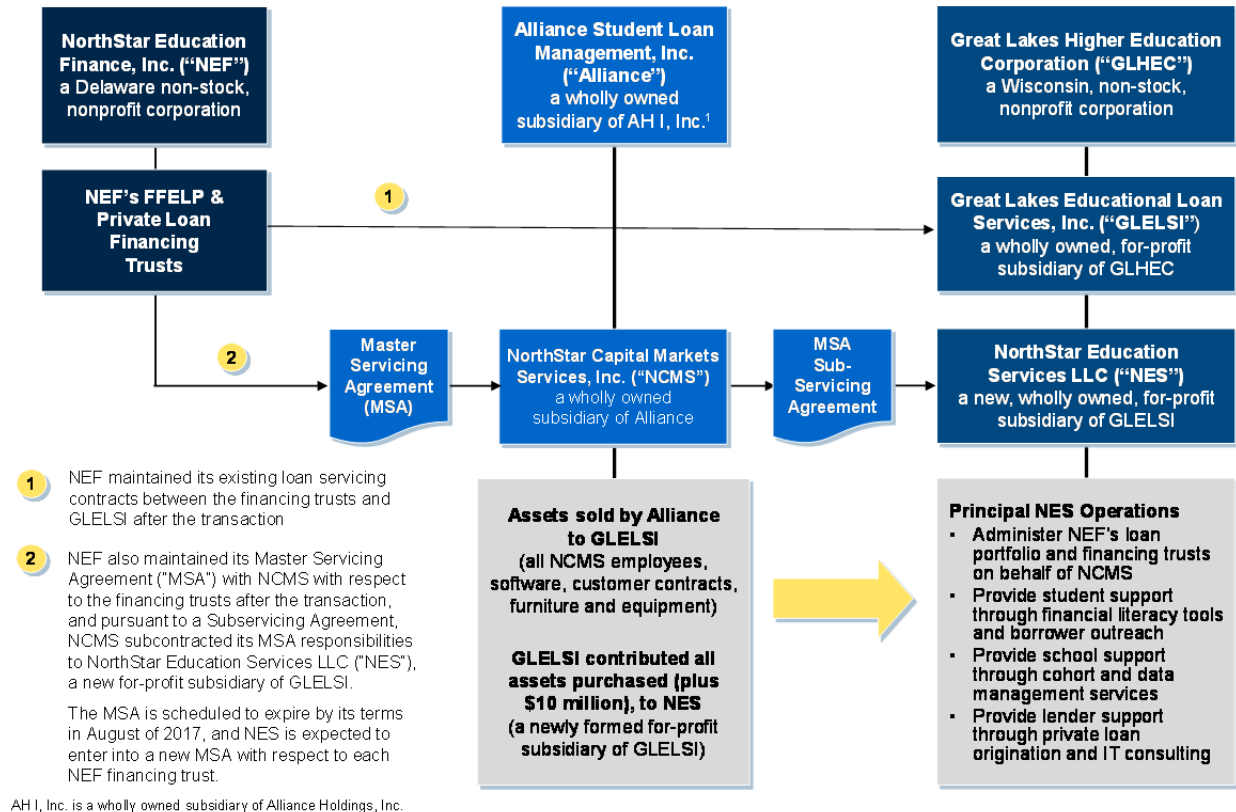 NorthStar Education
Finance, Inc. (“NEF”)
a Delaware non-stock,
nonprofit corporation
Alliance Student Loan
Management, Inc.
(“Alliance”)
a wholly owned
subsidiary of AH I, Inc.¹
Great Lakes Higher Education
Corporation (“GLHEC”)
a Wisconsin, non-stock,
nonprofit corporation
NEF’s FFELP &
Private Loan
Financing
Trusts
1
Great Lakes Educational Loan
Services, Inc. (“GLELSI”)
a wholly owned, for-profit
subsidiary of GLHEC
2
Master
Servicing
Agreement
(MSA)
NorthStar Capital Markets
Services, Inc. (“NCMS”)
a wholly owned
subsidiary of Alliance
MSA
Sub-
Servicing
Agreement
NorthStar Education
Services LLC (“NES”)
a new, wholly owned, for-profit
subsidiary of GLELSI
1
NEF maintained its existing loan servicing
contracts between the financing trusts and
GLELSI after the transaction
2
NEF also maintained its Master Servicing
Agreement ("MSA") with NCMS with respect
to the financing trusts after the transaction,
and pursuant to a Subservicing Agreement,
NCMS subcontracted its MSA responsibilities
to NorthStar Education Services LLC ("NES"),
a new for-profit subsidiary of GLELSI.
The MSA is scheduled to expire by its terms
in August of 2017, and NES is expected to
enter into a new MSA with respect to each
NEF financing trust.
Assets sold by Alliance
to GLELSI
(all NCMS employees,
software, customer contracts,
furniture and equipment)
GLELSI contributed all
assets purchased (plus
$10 million), to NES
(a newly formed for-profit
subsidiary of GLELSI)
Principal NES Operations
▪ Administer NEF’s loan
portfolio and financing trusts
on behalf of NCMS
▪ Provide student support
through financial literacy tools
and borrower outreach
▪ Provide school support
through cohort and data
management services
▪ Provide lender support
through private loan
origination and IT consulting
AH I, Inc. is a wholly owned subsidiary of Alliance Holdings, Inc.